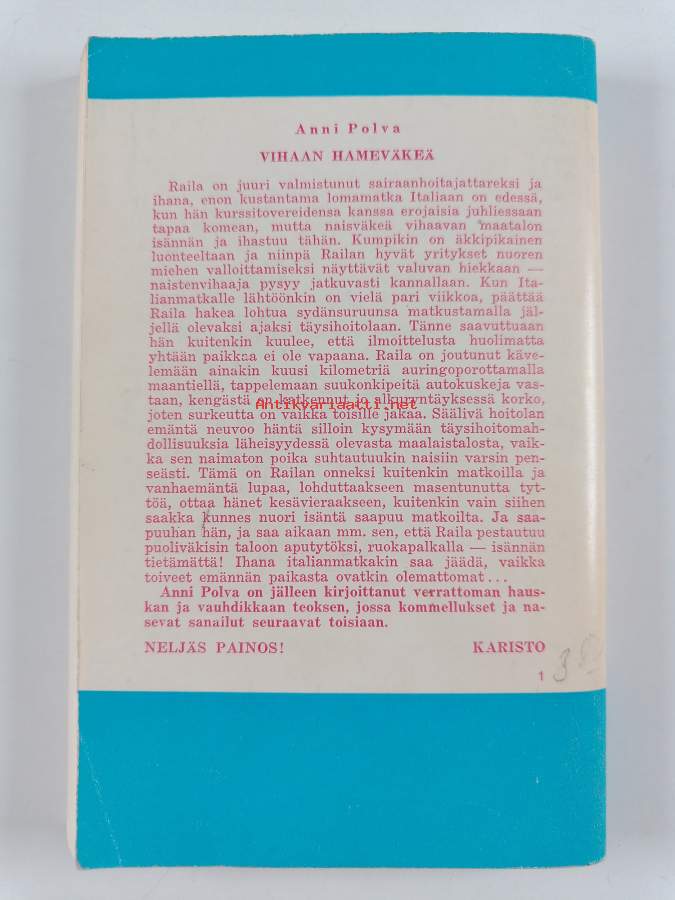 Anni Polva
VIHAAN HAMEVÄKEÄ
Raila on juuri valmistunut sairaanhoitajattareksi ja
ihana, enon kustantama lomamatka Italiaan on edessä,
kun hän kurssitovereidensa kanssa erojaisia juhliessaan
tapaa komean, mutta naisväkeä vihaavan maatalon
isännän ja ihastuu tähän. Kumpikin on äkkipikainen
luonteeltaan ja niinpä Railan hyvät yritykset nuoren
miehen valloittamiseksi näyttävät valuvan hiekkaan —
naistenvihaaja pysyy jatkuvasti kannallaan. Kun Ita-
lianmatkalle lähtöönkin on vielä pari viikkoa, päättää
Raila hakea lohtua sydänsuruunsa matkustamalla jäl-
jellä olevaksi ajaksi täysihoitolaan. Tänne saavuttuaan
hän kuitenkin kuulee, että ilmoittelusta huolimatta
yhtään paikkaa ei ole vapaana. Raila on joutunut käve-
lemään ainakin kuusi kilometriä auringoporottamalla
maantiellä, tappelemaan suukonkipeitä autokuskeja vas-
taan, kengästä on katkennut jo alkuryntäyksessä korko,
Antikvariaatti.net
joten surkeutta on vaikka toisille jakaa. Säälivä hoitolan
emäntä neuvoo häntä silloin kysymään täysihoitomah-
dollisuuksia läheisyydessä olevasta maalaistalosta, vaik-
ka sen naimaton poika suhtautuukin naisiin varsin pen-
seästi. Tämä on Railan onneksi kuitenkin matkoilla ja
vanhaemäntä lupaa, lohduttaakseen masentunutta tyt-
töä, ottaa hänet kesävieraakseen, kuitenkin vain siihen
saakka kunnes nuori isäntä saapuu matkoilta. Ja saa-
puuhan hän, ja saa aikaan mm. sen, että Raila pestautuu
puoliväkisin taloon aputytöksi, ruokapalkalla — isännän
tietämättä! Ihana italianmatkakin saa jäädä, vaikka
toiveet emännän paikasta ovatkin olemattomat...
Anni Polva on jälleen kirjoittanut verrattoman haus-
kan ja vauhdikkaan teoksen, jossa kommellukset ja na-
sevat sanailut seuraavat toisiaan.
NELJÄS PAINOS! KARISTO
1